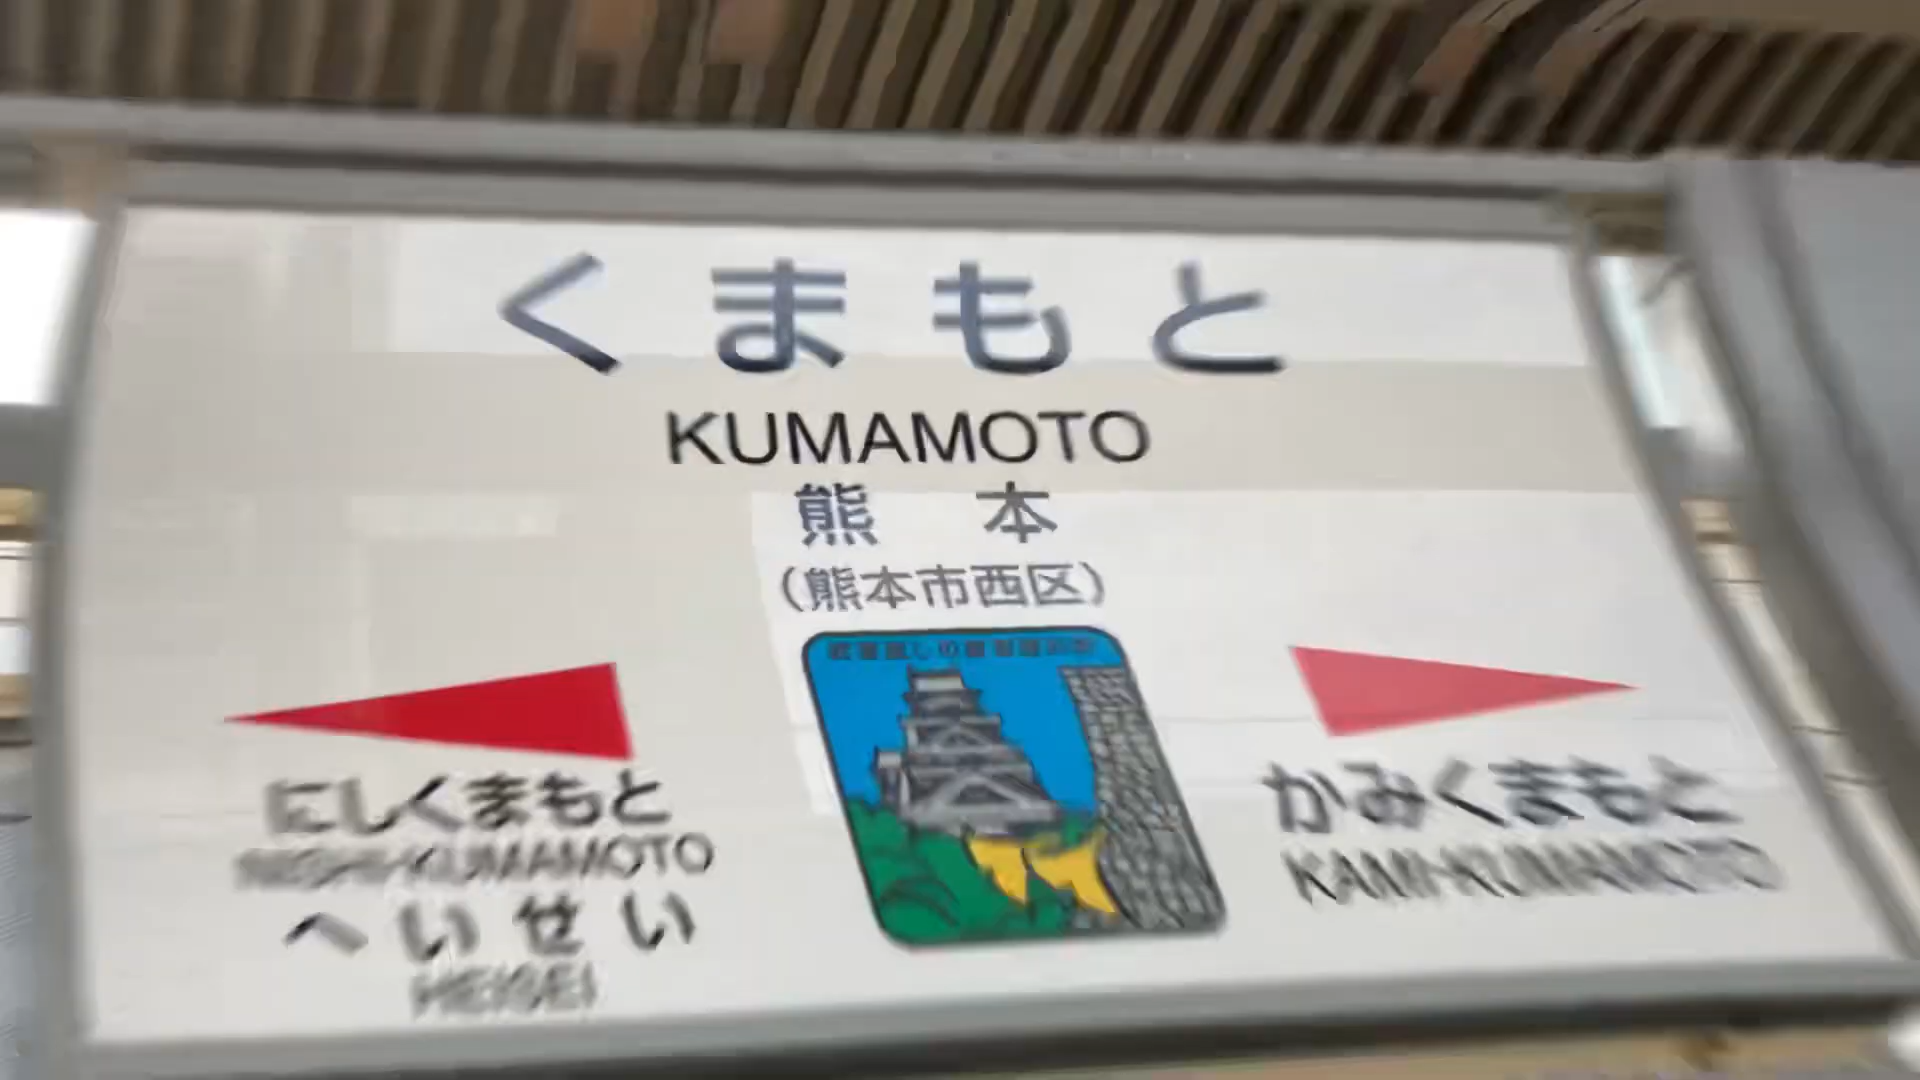 くまもと
KUMAMOTO
熊本
(熊本市西区)
にしくまもと
NISHI-KUMAMOTO
へいせい
HEISEI
かみくまもと
KAMI-KUMAMOTO